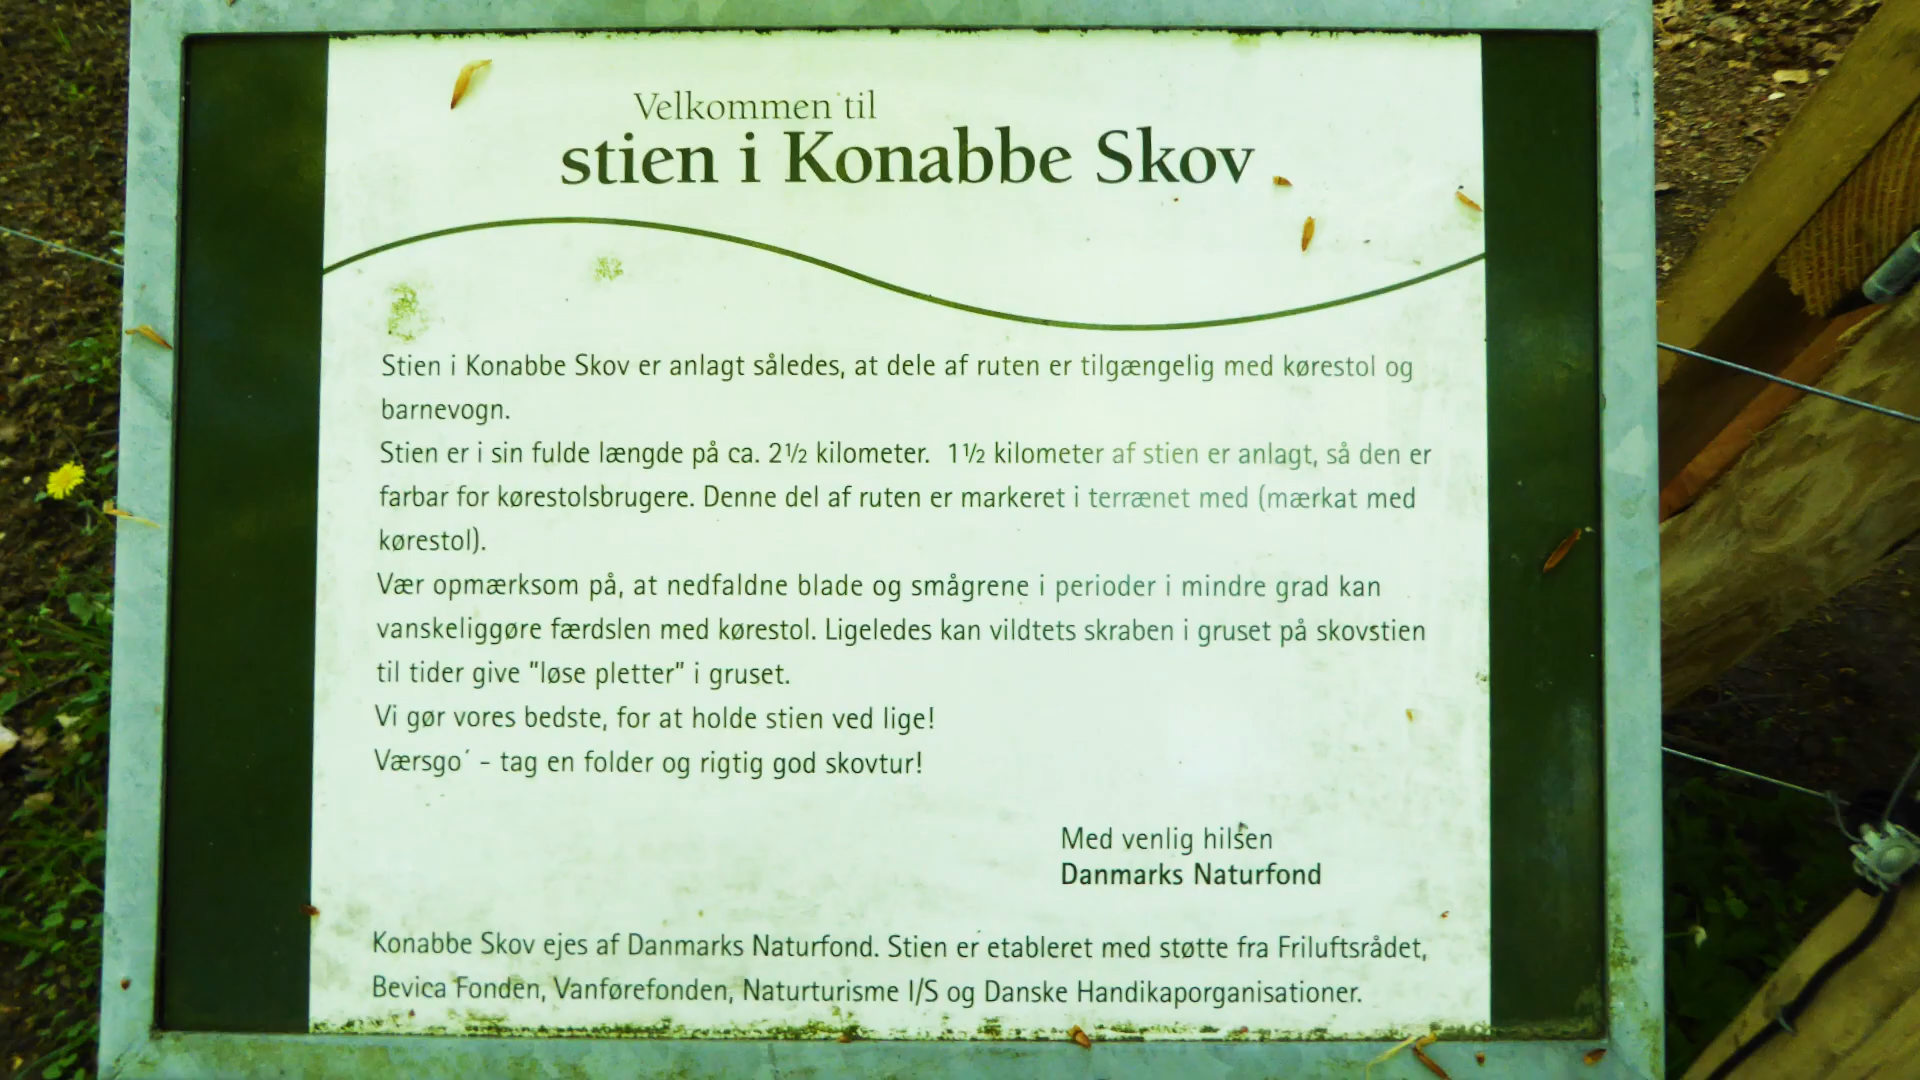 Velkommen til
stien i Konabbe Skov
Stien i Konabbe Skov er anlagt således, at dele af ruten er tilgængelig med kørestol og
barnevogn.
Stien er i sin fulde længde på ca. 2½ kilometer. 1½ kilometer af stien er anlagt, så den er
farbar for kørestolsbrugere. Denne del af ruten er markeret i terrænet med (mærkat med
kørestol).
Vær opmærksom på, at nedfaldne blade og smågrene i perioder i mindre grad kan
vanskeliggøre færdslen med kørestol. Ligeledes kan vildtets skraben i gruset på skovstien
til tider give "løse pletter" i gruset.
Vi gør vores bedste, for at holde stien ved lige!
Værsgo´ - tag en folder og rigtig god skovtur!
Med venlig hilsen
Danmarks Naturfond
Konabbe Skov ejes af Danmarks Naturfond. Stien er etableret med støtte fra Friluftsrådet,
Bevica Fonden, Vanførefonden, Naturturisme I/S og Danske Handikaporganisationer.